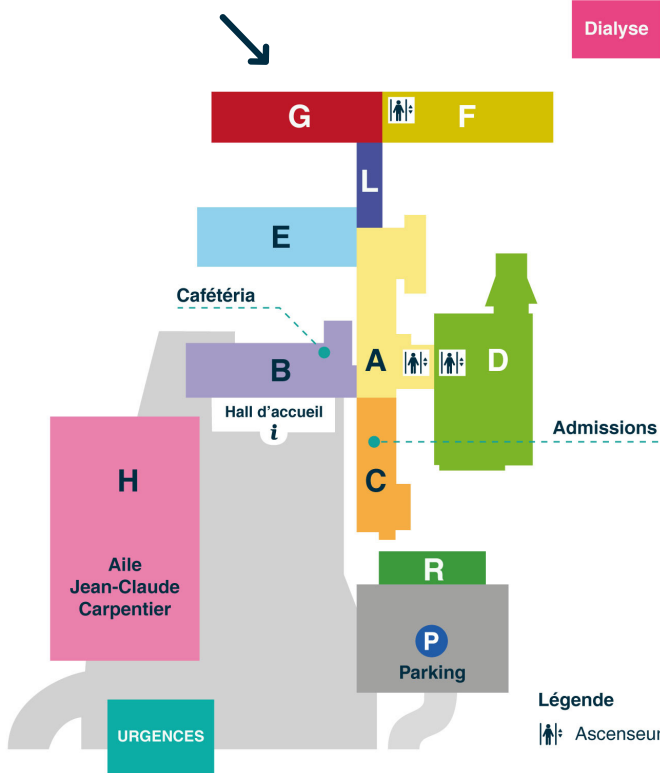 Dialyse
G
F
L
E
Cafétéria
A
D
B
Hall d'accueil
i
Admissions
H
C
Aile
Jean-Claude
Carpentier
R
P
Parking
Légende
URGENCES
Ascenseur